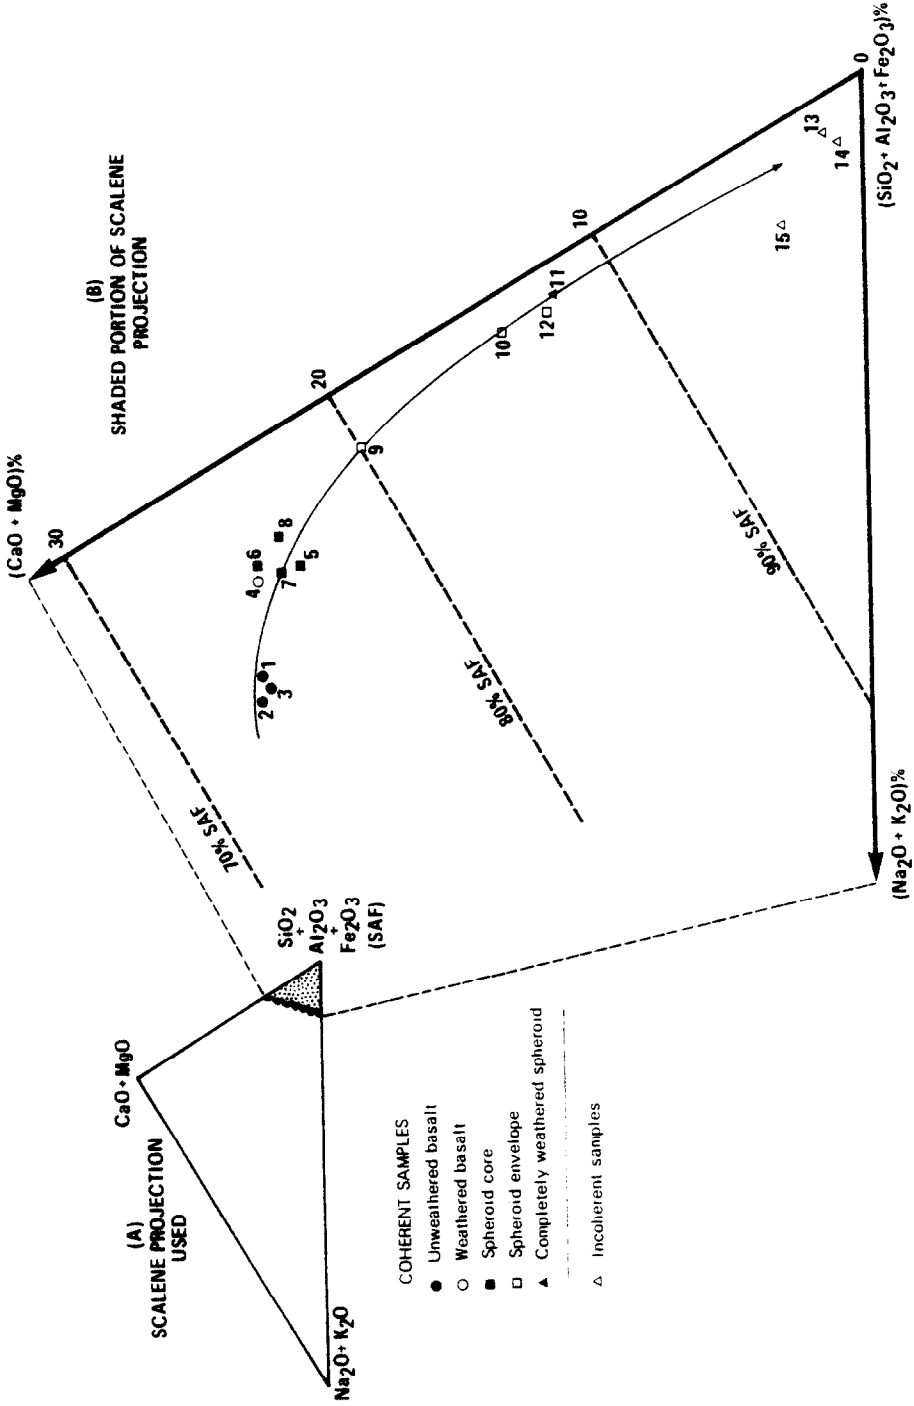 (A)
SCALENE PROJECTION
USED
CaO+MgO
Na₂O+K₂O
SiO₂
+
Al₂O₃
+
Fe₂O₃
(SAF)
COHERENT SAMPLES
● Unweathered basalt
○ Weathered basalt
■ Spheroid core
□ Spheroid envelope
▲ Completely weathered spheroid
△ Incoherent samples
(B)
SHADED PORTION OF SCALENE
PROJECTION
(CaO + MgO)%
30
20
10
0
70% SAF
80% SAF
90% SAF
1
2
3
4
6
7
5
8
9
10
12
11
13
14
15
(Na₂O + K₂O)%
(SiO₂+ Al₂O₃+Fe₂O₃)%